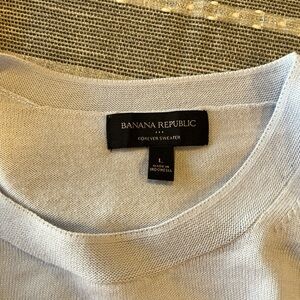 BANANA REPUBLIC
FOREVER SWEATER
L
MADE IN
INDONESIA